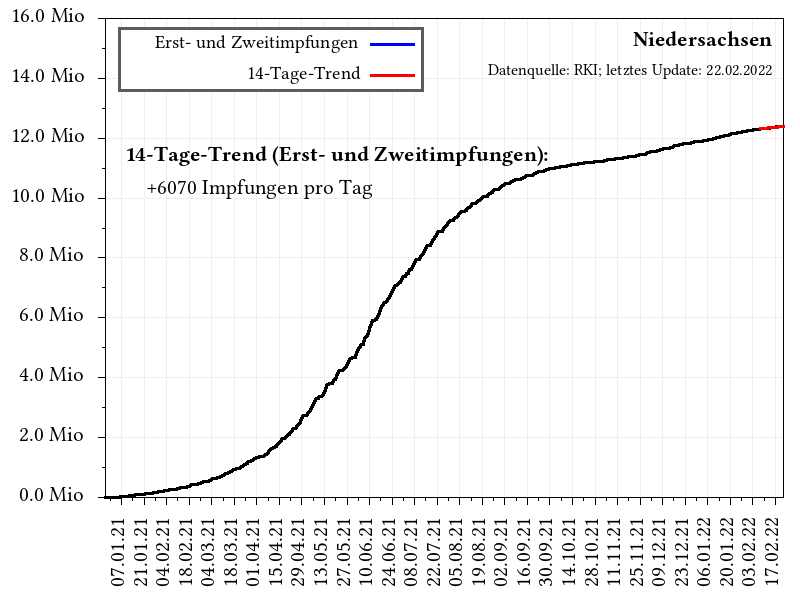 16.0 Mio
14.0 Mio
12.0 Mio
10.0 Mio
8.0 Mio
6.0 Mio
4.0 Mio
2.0 Mio
0.0 Mio
Erst- und Zweitimpfungen
14-Tage-Trend
Niedersachsen
Datenquelle: RKI; letztes Update: 22.02.2022
14-Tage-Trend (Erst- und Zweitimpfungen):
+6070 Impfungen pro Tag
07.01.21
21.01.21
04.02.21
18.02.21
04.03.21
18.03.21
01.04.21
15.04.21
29.04.21
13.05.21
27.05.21
10.06.21
24.06.21
08.07.21
22.07.21
05.08.21
19.08.21
02.09.21
16.09.21
30.09.21
14.10.21
28.10.21
11.11.21
25.11.21
09.12.21
23.12.21
06.01.22
20.01.22
03.02.22
17.02.22